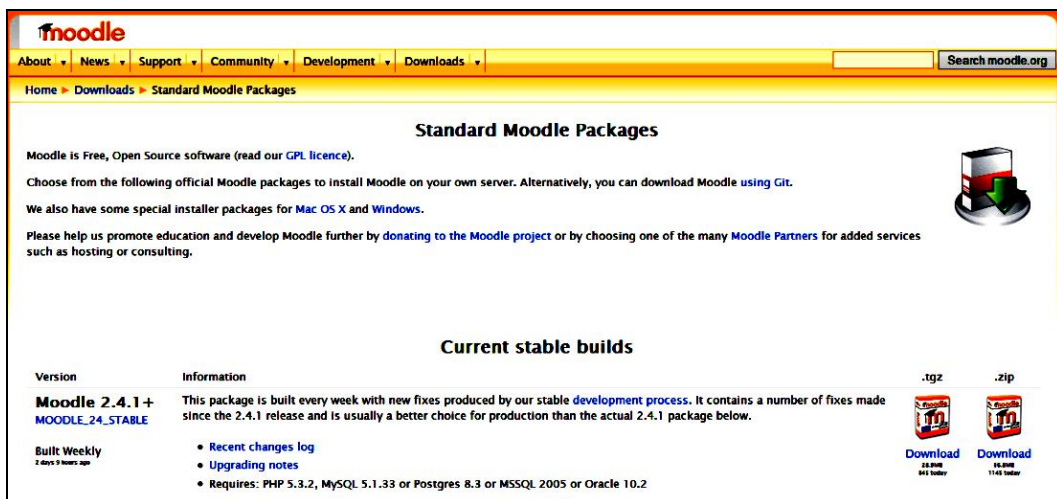 moodle
About News Support Community Development Downloads Search moodle.org
Home ► Downloads ► Standard Moodle Packages
Standard Moodle Packages
Moodle is Free, Open Source software (read our GPL licence).
Choose from the following official Moodle packages to install Moodle on your own server. Alternatively, you can download Moodle using Git.
We also have some special installer packages for Mac OS X and Windows.
Please help us promote education and develop Moodle further by donating to the Moodle project or by choosing one of the many Moodle Partners for added services
such as hosting or consulting.
Current stable builds
Version Information .tgz .zip
Moodle 2.4.1+ This package is built every week with new fixes produced by our stable development process. It contains a number of fixes made
MOODLE_24_STABLE since the 2.4.1 release and is usually a better choice for production than the actual 2.4.1 package below.
Built Weekly • Recent changes log Download Download
2 days 9 hours ago • Upgrading notes
• Requires: PHP 5.3.2, MySQL 5.1.33 or Postgres 8.3 or MSSQL 2005 or Oracle 10.2